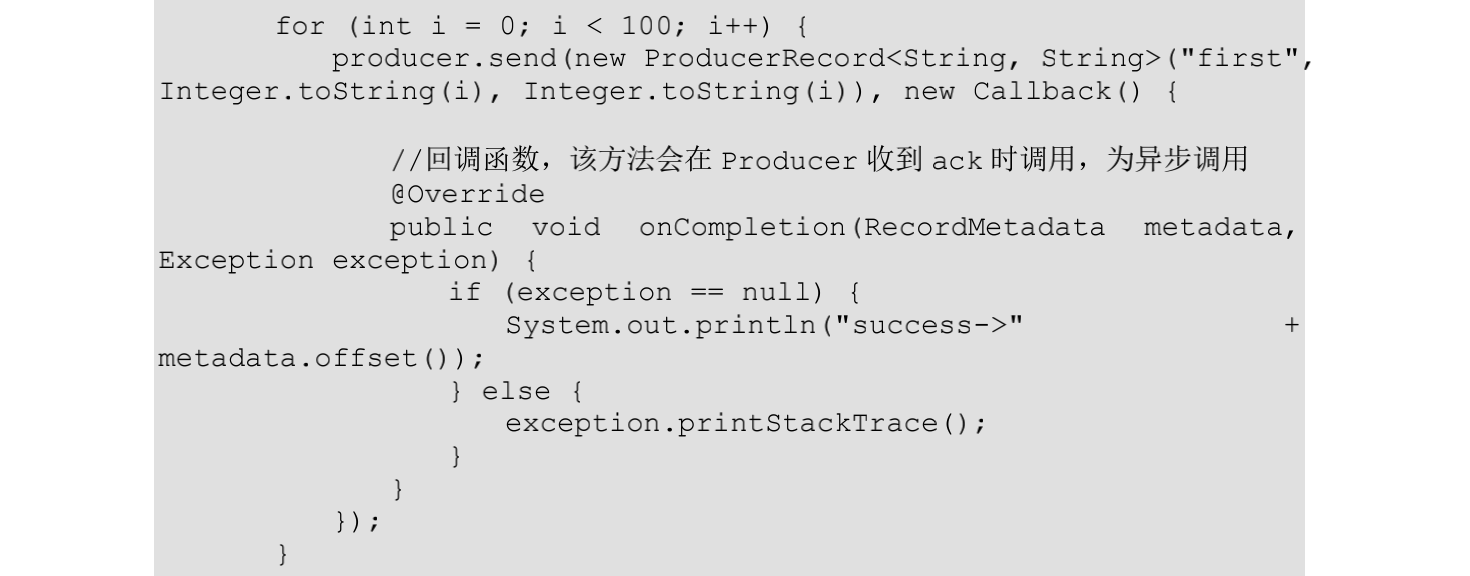 for (int i = 0; i < 100; i++) {
producer.send(new ProducerRecord<String, String>("first",
Integer.toString(i), Integer.toString(i)), new Callback() {
//回调函数，该方法会在 Producer 收到 ack 时调用，为异步调用
@Override
public void onCompletion(RecordMetadata metadata,
Exception exception) {
if (exception == null) {
System.out.println("success->" +
metadata.offset());
} else {
exception.printStackTrace();
}
}
});
}